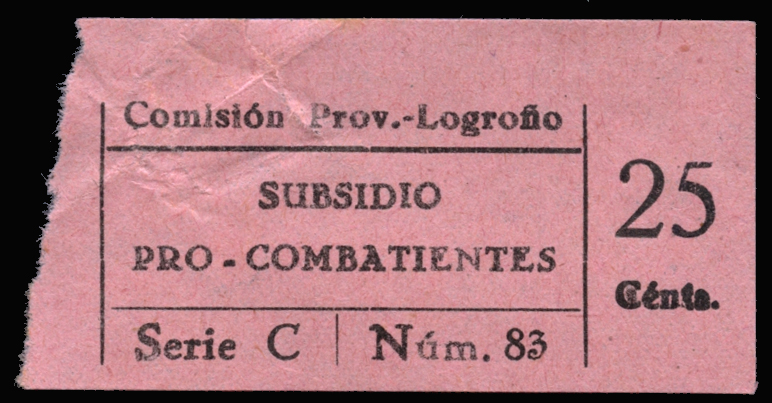 Comisión Prov.-Logroño
SUBSIDIO
PRO-COMBATIENTES
Serie C | Núm. 83
25
Cénts.